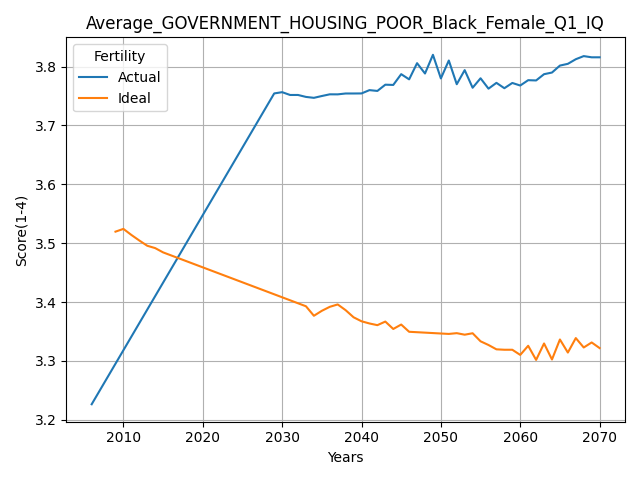 Average_GOVERNMENT_HOUSING_POOR_Black_Female_Q1_IQ
Fertility
Actual
Ideal
Score(1-4)
3.8
3.7
3.6
3.5
3.4
3.3
3.2
2010 2020 2030 2040 2050 2060 2070
Years